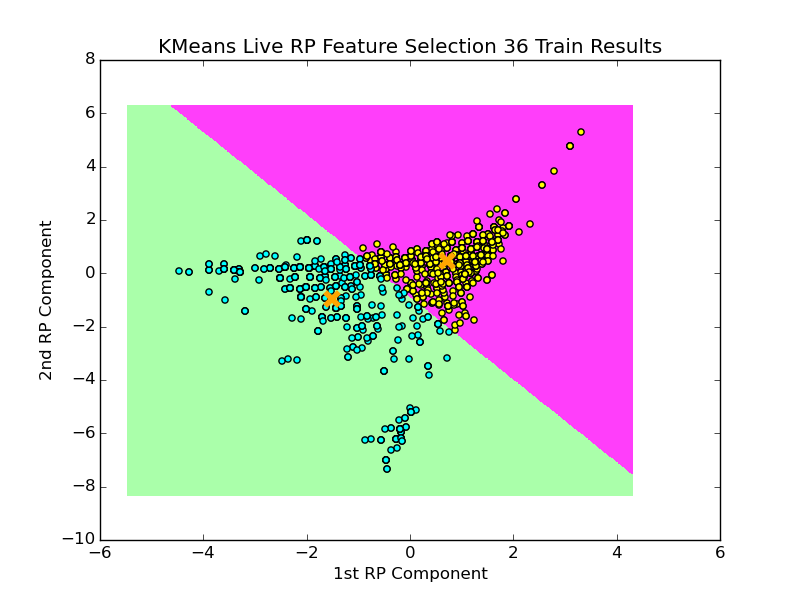 KMeans Live RP Feature Selection 36 Train Results
8
6
4
2
0
−2
−4
−6
−8
−10
2nd RP Component
−6 −4 −2 0 2 4 6
1st RP Component